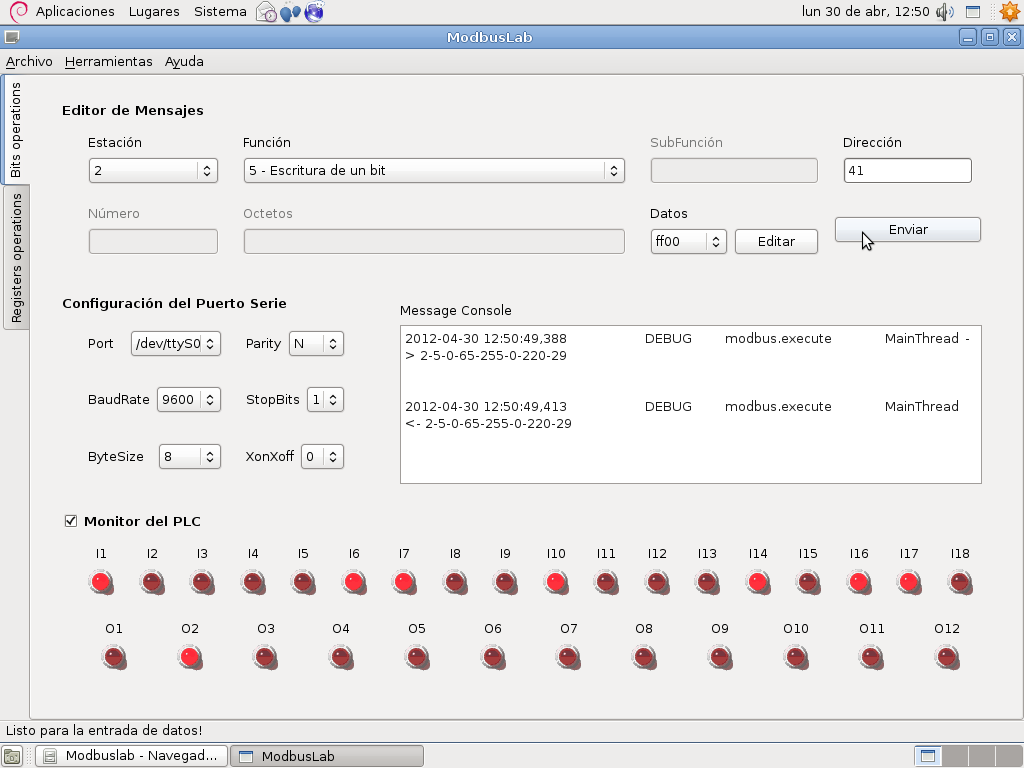 Aplicaciones Lugares Sistema lun 30 de abr, 12:50
ModbusLab
Archivo Herramientas Ayuda
Bits operations
Registers operations
Editor de Mensajes
Estación Función SubFunción Dirección
2 5 - Escritura de un bit 41
Número Octetos Datos
ff00 Editar Enviar
Configuración del Puerto Serie
Port /dev/ttyS0 Parity N
BaudRate 9600 StopBits 1
ByteSize 8 XonXoff 0
Message Console
2012-04-30 12:50:49,388 DEBUG modbus.execute MainThread -
> 2-5-0-65-255-0-220-29
2012-04-30 12:50:49,413 DEBUG modbus.execute MainThread
<- 2-5-0-65-255-0-220-29
Monitor del PLC
I1 I2 I3 I4 I5 I6 I7 I8 I9 I10 I11 I12 I13 I14 I15 I16 I17 I18
O1 O2 O3 O4 O5 O6 O7 O8 O9 O10 O11 O12
Listo para la entrada de datos!
Modbuslab - Navegad... ModbusLab